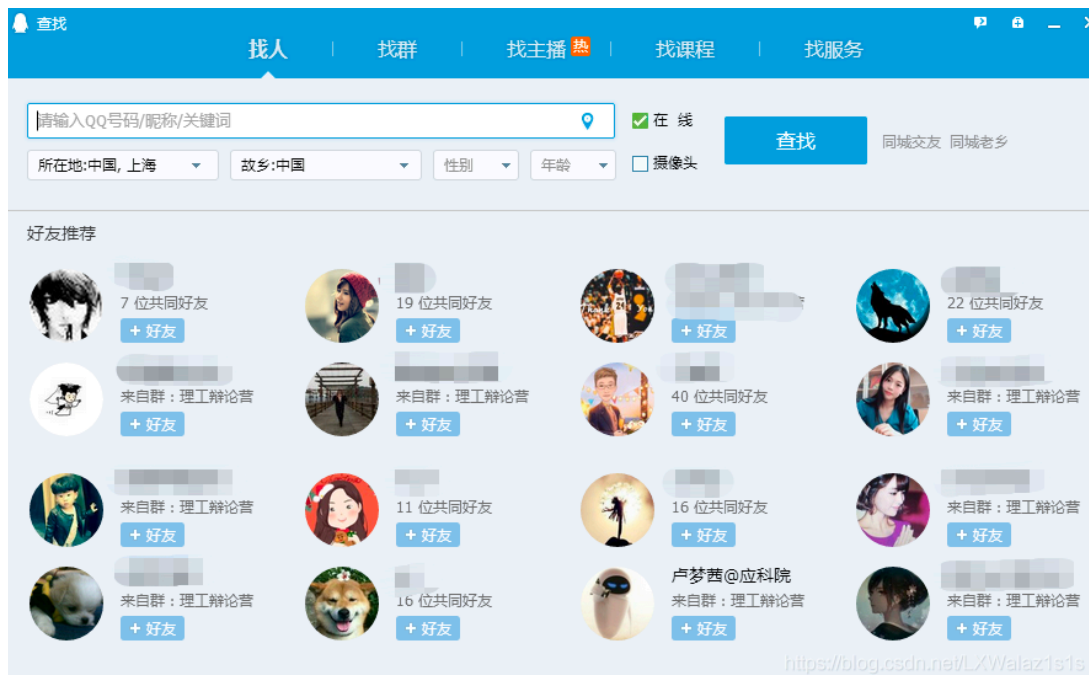 查找
找人 找群 找主播 热 找课程 找服务
请输入QQ号码/昵称/关键词
在 线
查找
同城交友 同城老乡
所在地:中国, 上海 故乡:中国 性别 年龄
摄像头
好友推荐
7 位共同好友 19 位共同好友 22 位共同好友
+ 好友 + 好友 + 好友 + 好友
来自群：理工辩论营 来自群：理工辩论营 40 位共同好友 来自群：理工辩论营
+ 好友 + 好友 + 好友 + 好友
来自群：理工辩论营 11 位共同好友 16 位共同好友 来自群：理工辩论营
+ 好友 + 好友 + 好友 + 好友
卢梦茜@应科院
来自群：理工辩论营 16 位共同好友 来自群：理工辩论营 来自群：理工辩论营
+ 好友 + 好友 + 好友 + 好友
https://blog.csdn.net/LXWalaz1s1s